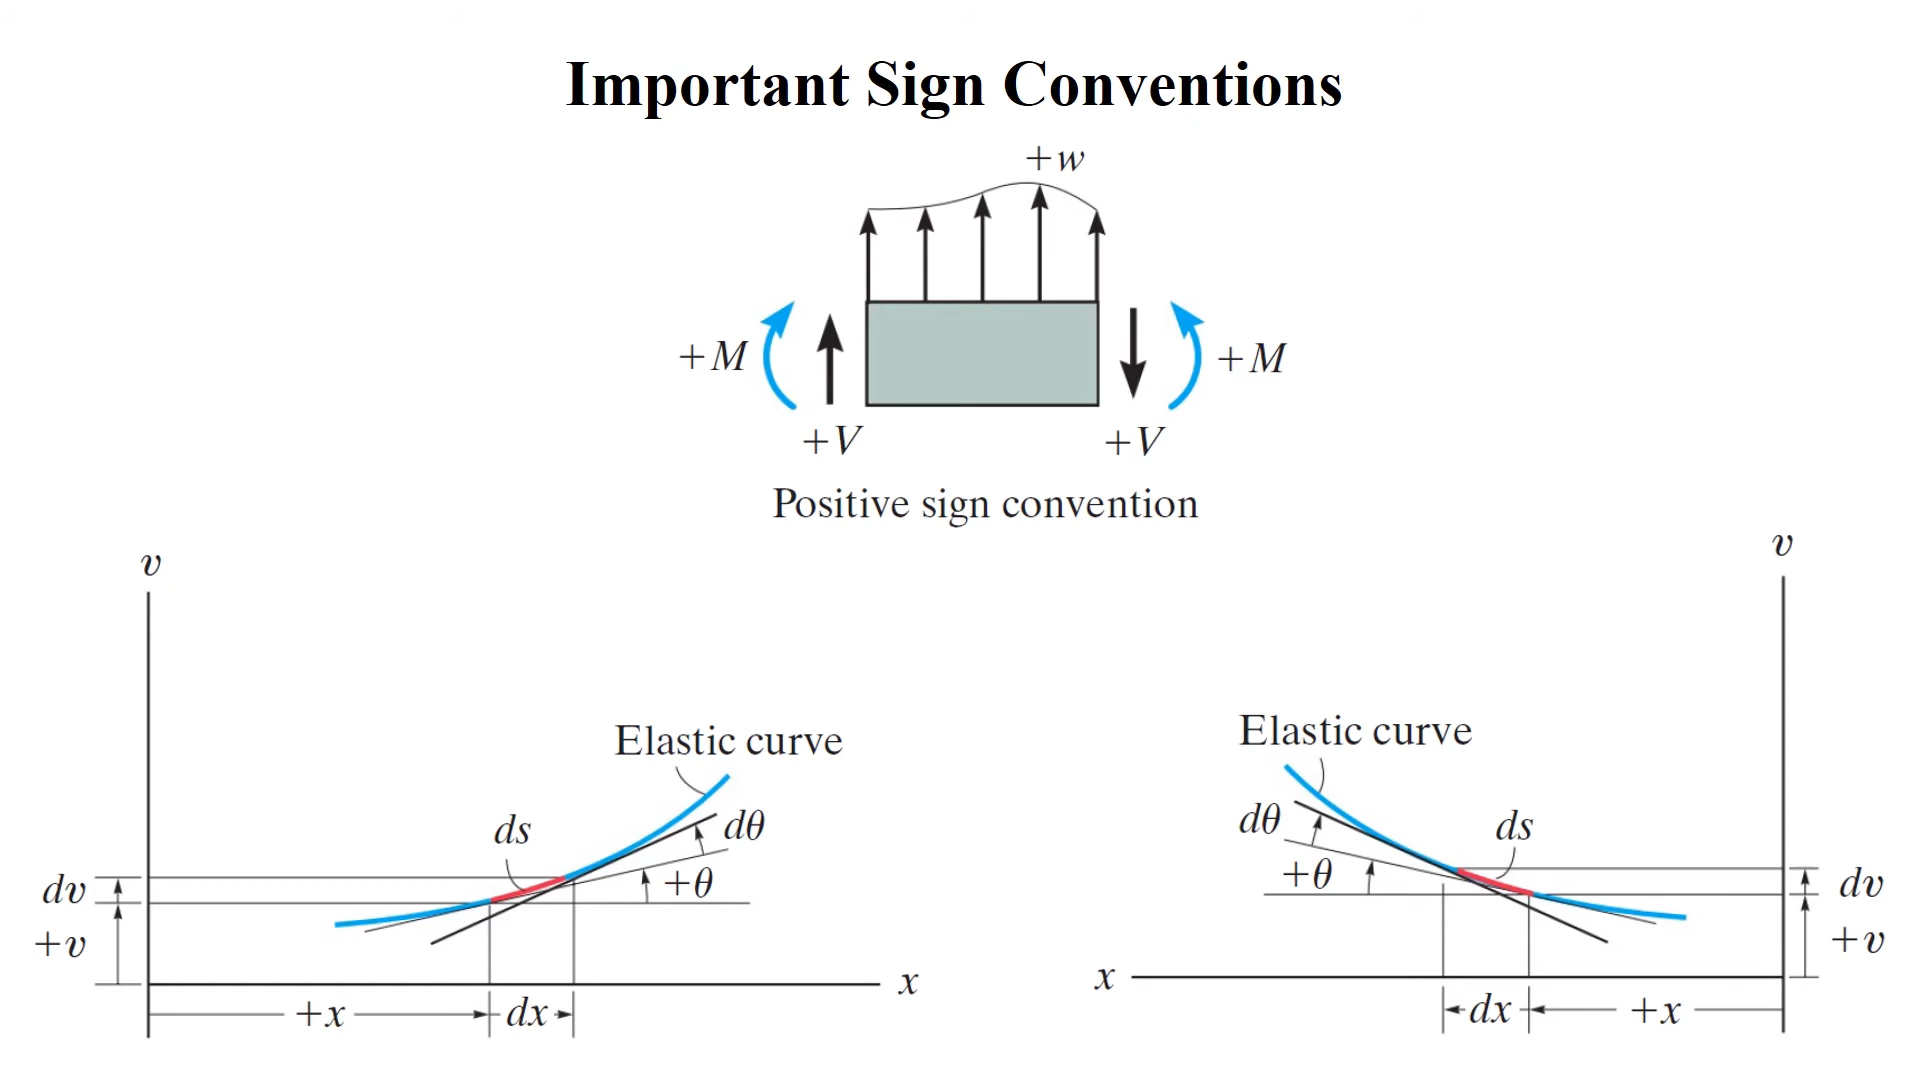 Important Sign Conventions
+w
+M
+M
+V
+V
Positive sign convention
v
Elastic curve
ds
dθ
+θ
dv
+v
x
+x
dx
v
Elastic curve
dθ
ds
+θ
dv
+v
x
dx
+x